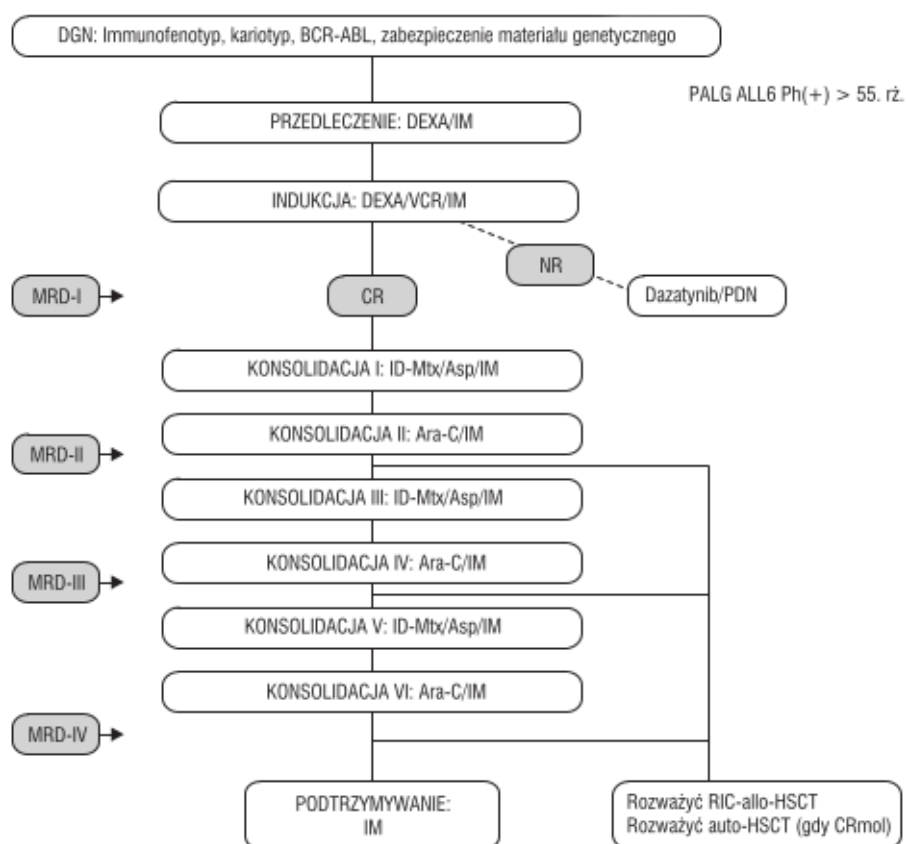 DGN: Immunofenotyp, kariotyp, BCR-ABL, zabezpieczenie materiału genetycznego
PALG ALL6 Ph(+) > 55. rż.
PRZEDLECZENIE: DEXA/IM
INDUKCJA: DEXA/VCR/IM
NR
MRD-I
CR
Dazatynib/PDN
KONSOLIDACJA I: ID-Mtx/Asp/IM
KONSOLIDACJA II: Ara-C/IM
MRD-II
KONSOLIDACJA III: ID-Mtx/Asp/IM
KONSOLIDACJA IV: Ara-C/IM
MRD-III
KONSOLIDACJA V: ID-Mtx/Asp/IM
KONSOLIDACJA VI: Ara-C/IM
MRD-IV
PODTRZYMYWANIE:
IM
Rozważyć RIC-allo-HSCT
Rozważyć auto-HSCT (gdy CRmol)